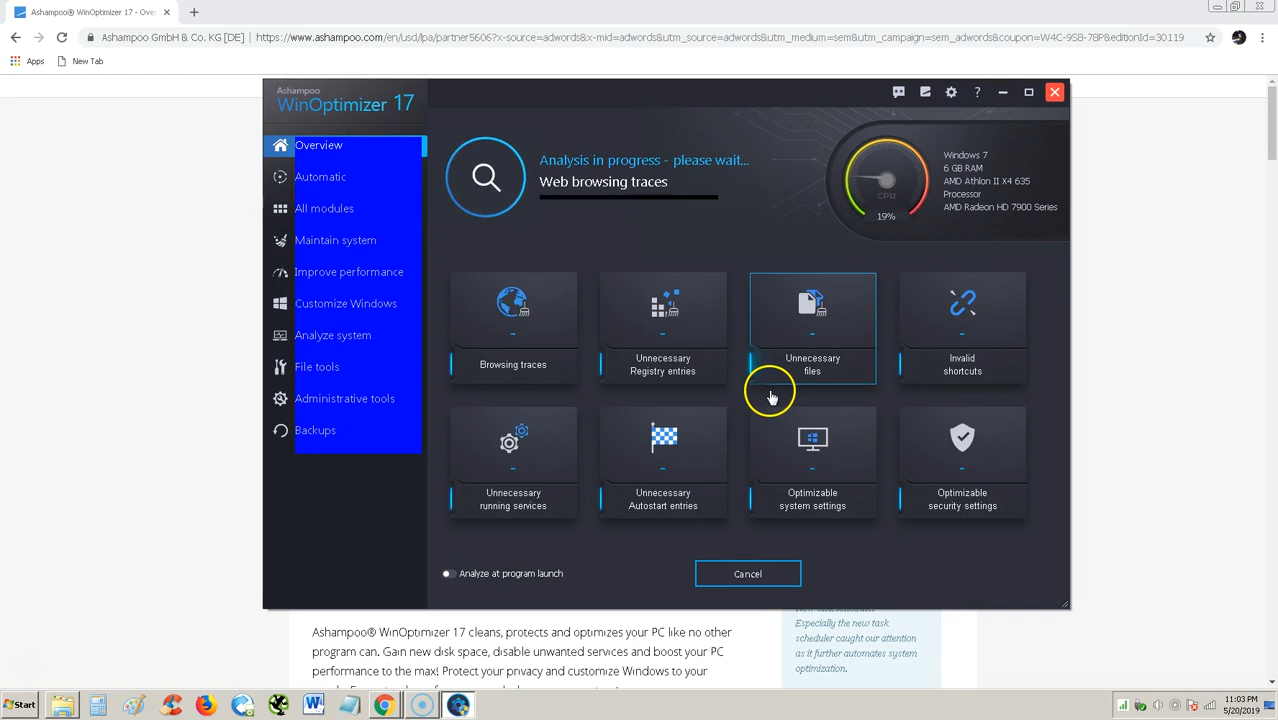 Ashampoo® WinOptimizer 17 - Ove
Ashampoo GmbH & Co. KG [DE] | https://www.ashampoo.com/en/usd/lpa/partner5606?x-source=adwords&x-mid=adwords&utm_source=adwords&utm_medium=sem&utm_campaign=sem_adwords&coupon=W4C-9S8-78P&editionId=30119
Apps New Tab
Ashampoo
WinOptimizer 17
Overview
Automatic
All modules
Maintain system
Improve performance
Customize Windows
Analyze system
File tools
Administrative tools
Backups
?
Analysis in progress - please wait...
Web browsing traces
CPU
19%
Windows 7
6 GB RAM
AMD Athlon II X4 635
Processor
AMD Radeon HD 7900 Series
-
Browsing traces
-
Unnecessary
Registry entries
-
Unnecessary
files
-
Invalid
shortcuts
-
Unnecessary
running services
-
Unnecessary
Autostart entries
-
Optimizable
system settings
-
Optimizable
security settings
Analyze at program launch
Cancel
Ashampoo® WinOptimizer 17 cleans, protects and optimizes your PC like no other
program can. Gain new disk space, disable unwanted services and boost your PC
performance to the max! Protect your privacy and customize Windows to your
Especially the new task
scheduler caught our attention
as it further automates system
optimization.
Start
11:03 PM
5/20/2019